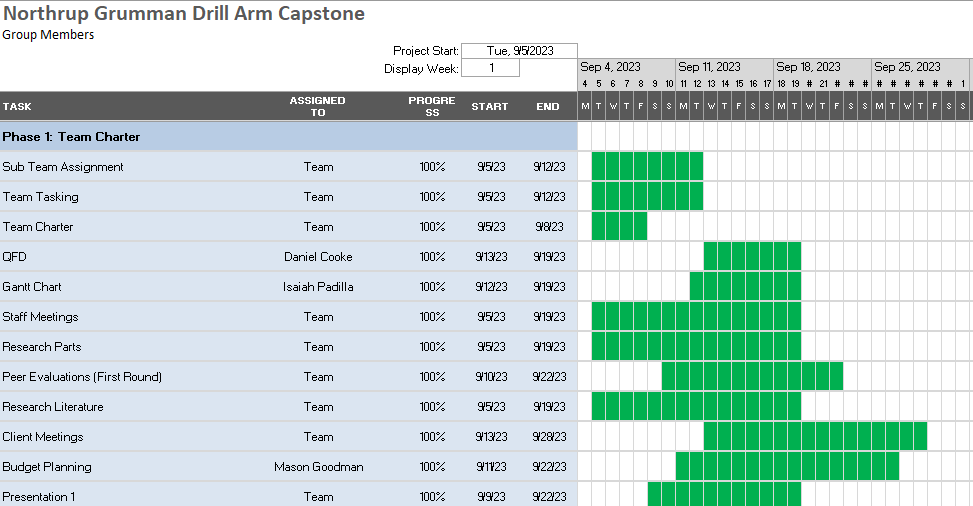 Northrup Grumman Drill Arm Capstone
Group Members
Project Start: Tue, 9/5/2023
Display Week: 1
Sep 4, 2023 Sep 11, 2023 Sep 18, 2023 Sep 25, 2023
4 5 6 7 8 9 10 11 12 13 14 15 16 17 18 19 # 21 # # # # # # # # # 1
TASK ASSIGNED TO PROGRESS START END M T W T F S S M T W T F S S M T W T F S S M T W T F S S
Phase 1: Team Charter
Sub Team Assignment Team 100% 9/5/23 9/12/23
Team Tasking Team 100% 9/5/23 9/12/23
Team Charter Team 100% 9/5/23 9/8/23
QFD Daniel Cooke 100% 9/13/23 9/19/23
Gantt Chart Isaiah Padilla 100% 9/12/23 9/19/23
Staff Meetings Team 100% 9/5/23 9/19/23
Research Parts Team 100% 9/5/23 9/19/23
Peer Evaluations (First Round) Team 100% 9/10/23 9/22/23
Research Literature Team 100% 9/5/23 9/19/23
Client Meetings Team 100% 9/13/23 9/28/23
Budget Planning Mason Goodman 100% 9/11/23 9/22/23
Presentation 1 Team 100% 9/9/23 9/22/23